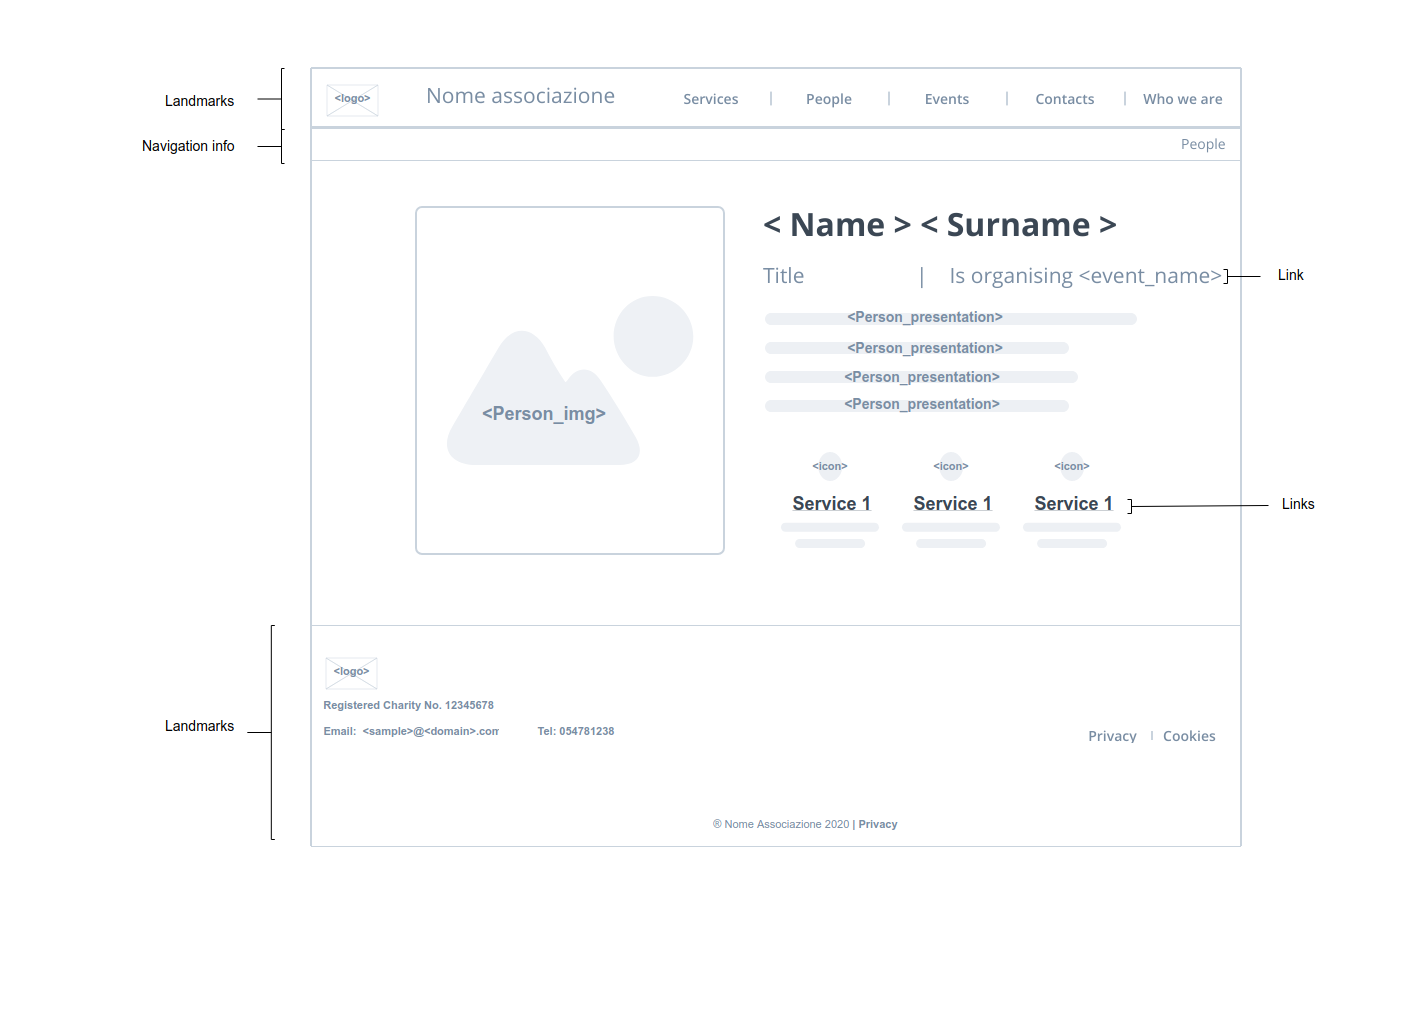 Landmarks
<logo>
Nome associazione
Services | People | Events | Contacts | Who we are
Navigation info
People
< Name > < Surname >
Title | Is organising <event_name>
Link
<Person_presentation>
<Person_presentation>
<Person_presentation>
<Person_presentation>
<Person_img>
<icon> <icon> <icon>
Service 1 Service 1 Service 1
Links
Landmarks
<logo>
Registered Charity No. 12345678
Email: <sample>@<domain>.com Tel: 054781238
Privacy | Cookies
® Nome Associazione 2020 | Privacy